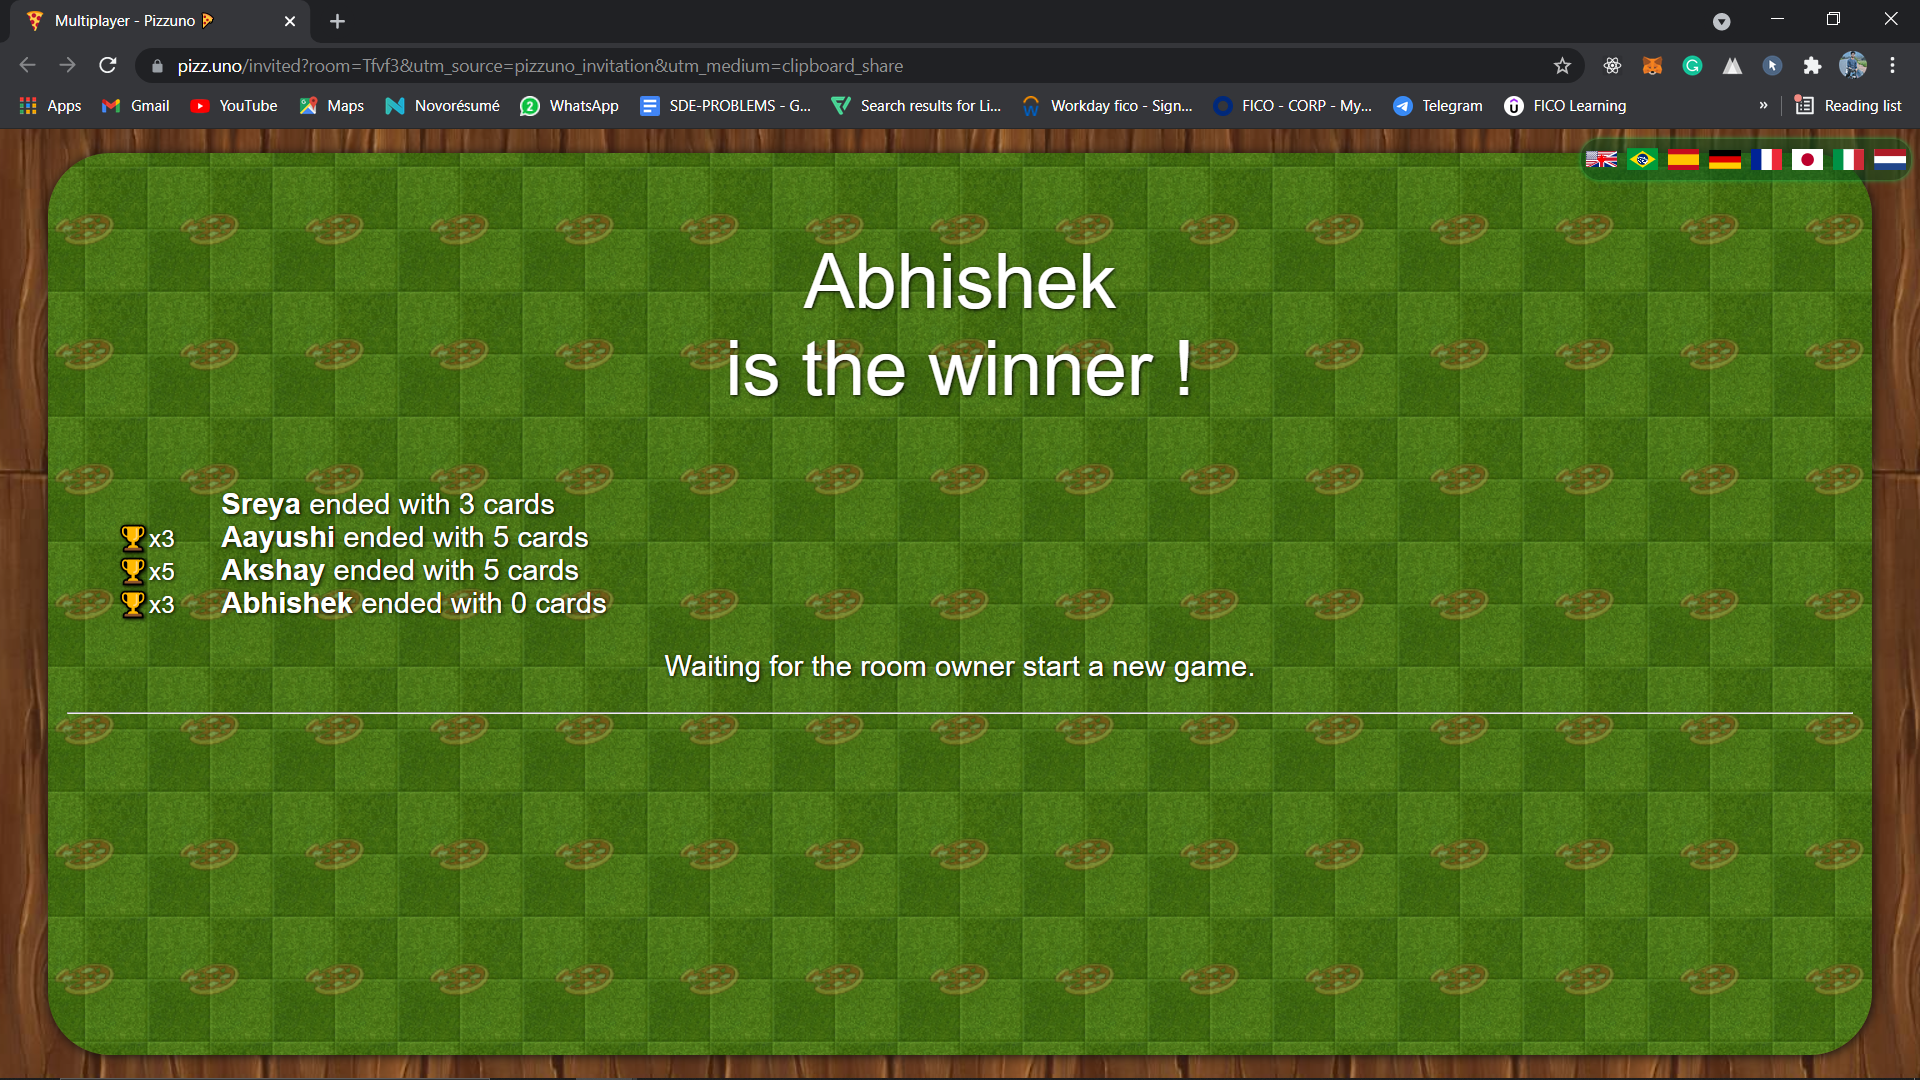 Multiplayer - Pizzuno
pizz.uno/invited?room=Tfvf3&utm_source=pizzuno_invitation&utm_medium=clipboard_share
Apps Gmail YouTube Maps Novorésumé 2 WhatsApp SDE-PROBLEMS - G... Search results for Li... Workday fico - Sign... FICO - CORP - My... Telegram FICO Learning » Reading list
Abhishek
is the winner !
Sreya ended with 3 cards
x3 Aayushi ended with 5 cards
x5 Akshay ended with 5 cards
x3 Abhishek ended with 0 cards
Waiting for the room owner start a new game.